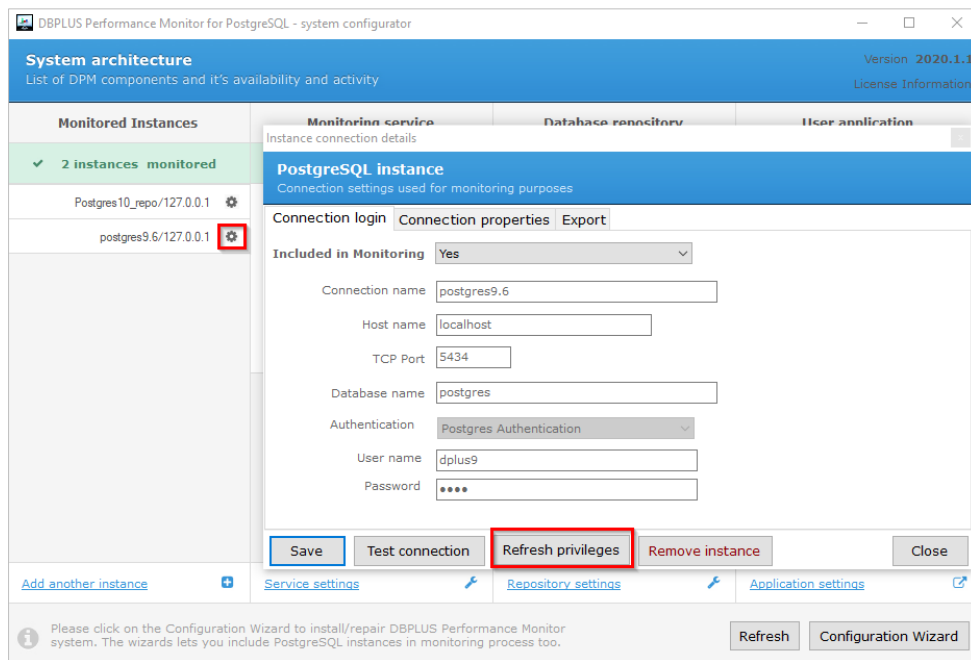 DBPLUS Performance Monitor for PostgreSQL - system configurator
System architecture
List of DPM components and it's availability and activity
Version 2020.1.1
License Information
Monitored Instances
Monitoring service
Database repository
User application
2 instances monitored
Postgres10_repo/127.0.0.1
postgres9.6/127.0.0.1
Instance connection details
PostgreSQL instance
Connection settings used for monitoring purposes
Connection login Connection properties Export
Included in Monitoring Yes
Connection name postgres9.6
Host name localhost
TCP Port 5434
Database name postgres
Authentication Postgres Authentication
User name dplus9
Password ••••
Save Test connection Refresh privileges Remove instance Close
Add another instance
Service settings
Repository settings
Application settings
Please click on the Configuration Wizard to install/repair DBPLUS Performance Monitor
system. The wizards lets you include PostgreSQL instances in monitoring process too.
Refresh Configuration Wizard